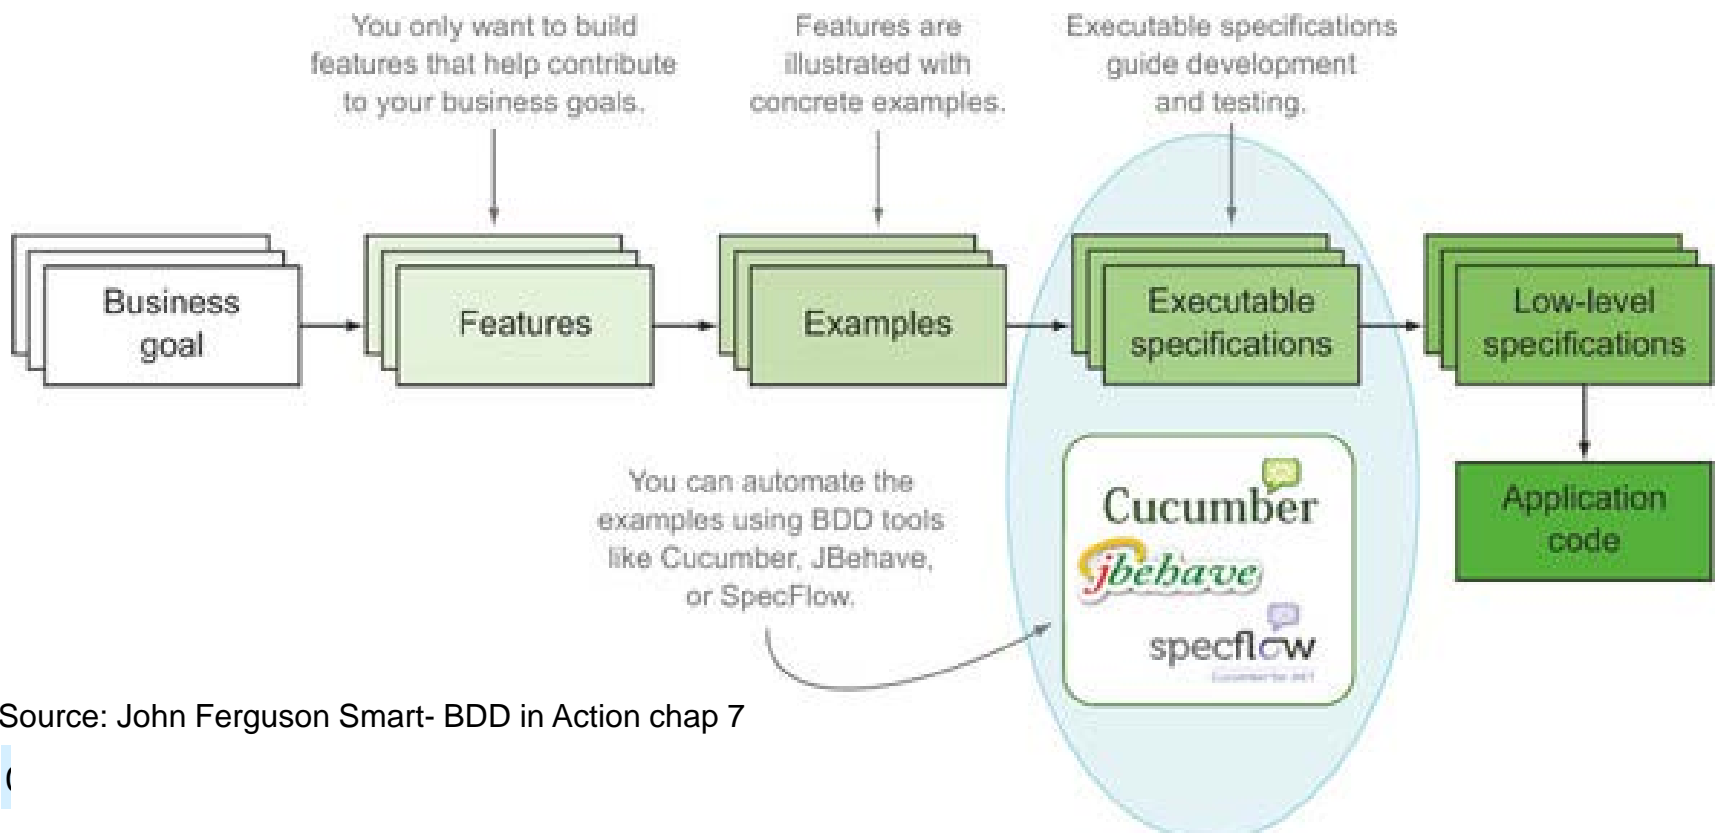 You only want to build
features that help contribute
to your business goals.
Features are
illustrated with
concrete examples.
Executable specifications
guide development
and testing.
Business
goal
Features
Examples
Executable
specifications
Low-level
specifications
You can automate the
examples using BDD tools
like Cucumber, JBehave,
or SpecFlow.
Cucumber
jbehave
specflow
Cucumber for .NET
Application
code
Source: John Ferguson Smart- BDD in Action chap 7